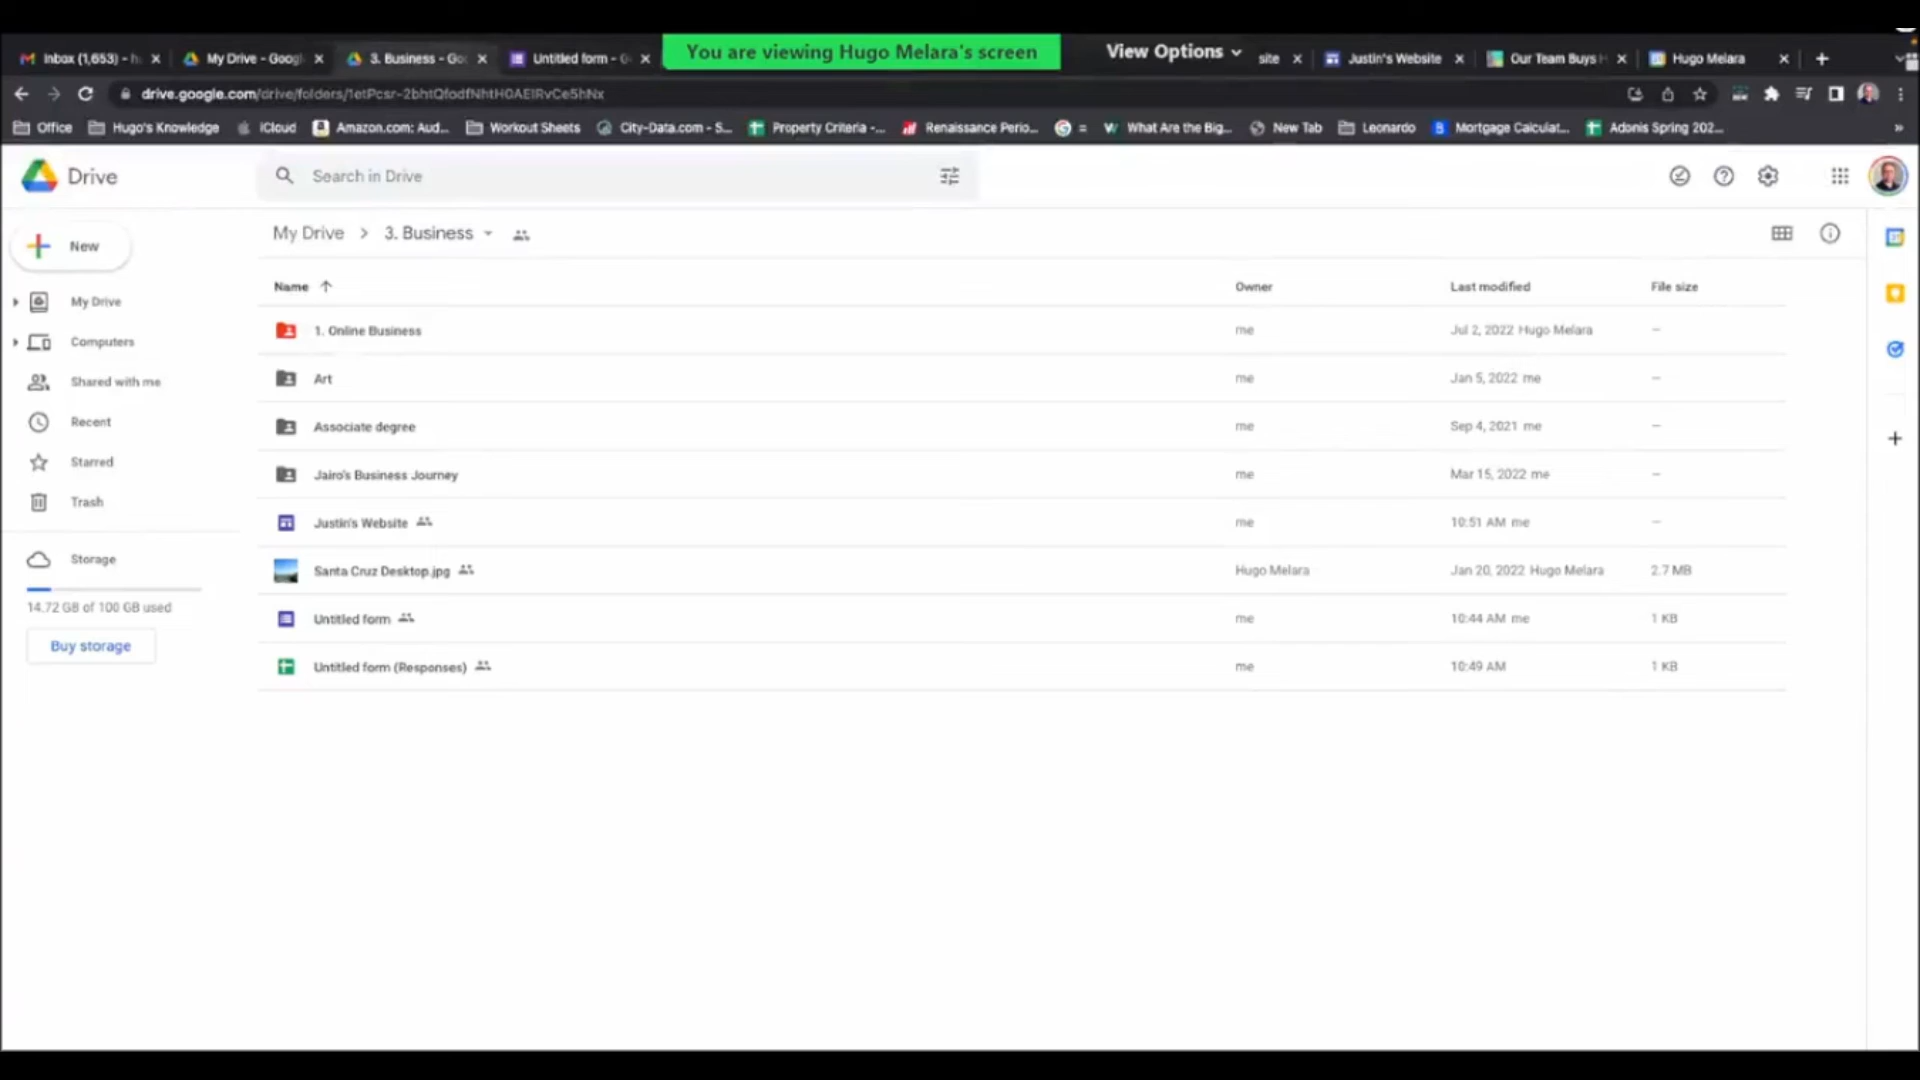 Inbox (1,653) - h
My Drive - Googl
3. Business - Goo
Untitled form - G
You are viewing Hugo Melara's screen
View Options
site
Justin's Website
Our Team Buys H
Hugo Melara
drive.google.com/drive/folders/
Office
Hugo's Knowledge
iCloud
Amazon.com: Aud...
Workout Sheets
City-Data.com - S...
Property Criteria -...
Renaissance Perio...
=
What Are the Big...
New Tab
Leonardo
Mortgage Calculat...
Adonis Spring 202...
»
Drive
Search in Drive
New
My Drive > 3. Business
Name Owner Last modified File size
My Drive
Computers
Shared with me
Recent
Starred
Trash
Storage
14.72 GB of 100 GB used
Buy storage
1. Online Business me Jul 2, 2022 Hugo Melara –
Art me Jan 5, 2022 me –
Associate degree me Sep 4, 2021 me –
Jairo's Business Journey me Mar 15, 2022 me –
Justin's Website me 10:51 AM me –
Santa Cruz Desktop.jpg Hugo Melara Jan 20, 2022 Hugo Melara 2.7 MB
Untitled form me 10:44 AM me 1 KB
Untitled form (Responses) me 10:49 AM 1 KB